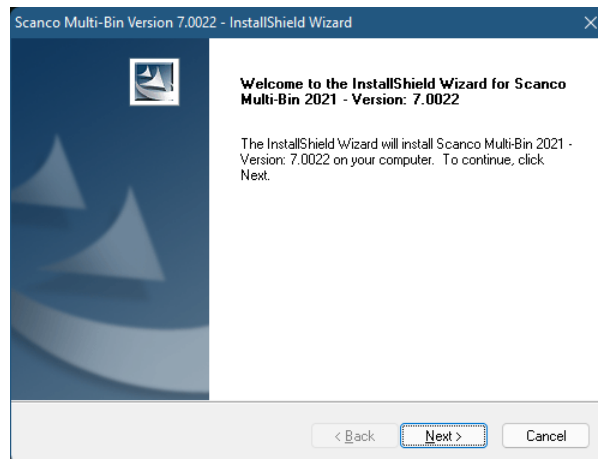 Scanco Multi-Bin Version 7.0022 - InstallShield Wizard
Welcome to the InstallShield Wizard for Scanco
Multi-Bin 2021 - Version: 7.0022
The InstallShield Wizard will install Scanco Multi-Bin 2021 -
Version: 7.0022 on your computer. To continue, click
Next.
< Back Next > Cancel